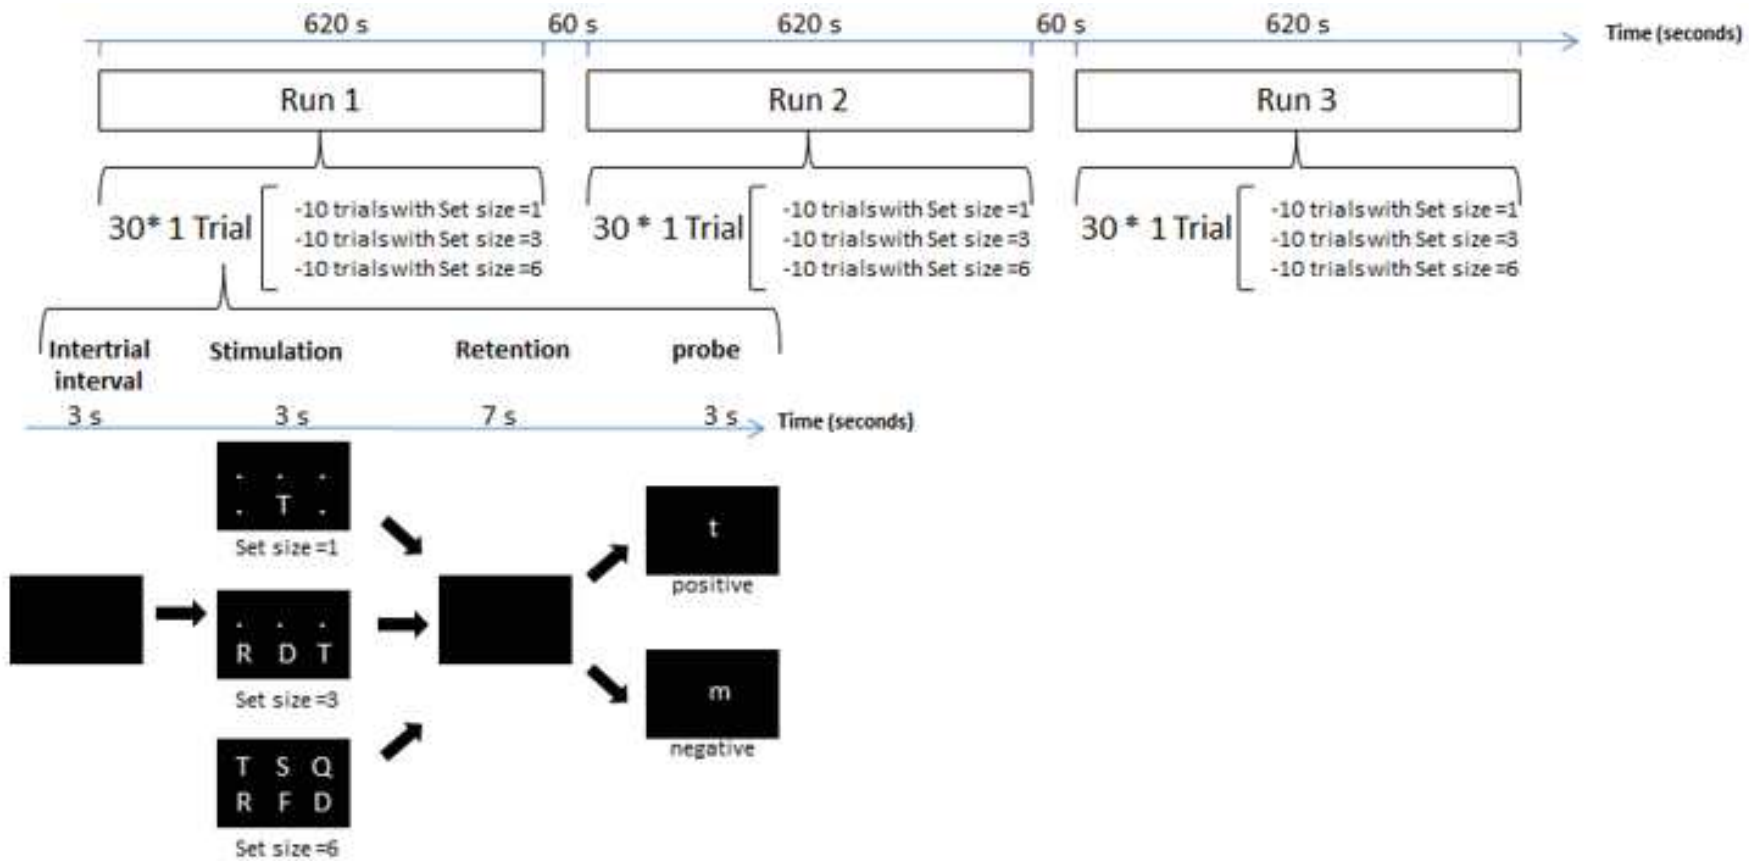 620 s 60 s 620 s 60 s 620 s Time (seconds)
Run 1 Run 2 Run 3
30* 1 Trial
-10 trials with Set size =1
-10 trials with Set size =3
-10 trials with Set size =6
30 * 1 Trial
-10 trials with Set size =1
-10 trials with Set size =3
-10 trials with Set size =6
30 * 1 Trial
-10 trials with Set size =1
-10 trials with Set size =3
-10 trials with Set size =6
Intertrial
interval
Stimulation
Retention
probe
3 s 3 s 7 s 3 s Time (seconds)
T
Set size =1
R D T
Set size =3
T S Q
R F D
Set size =6
t
positive
m
negative